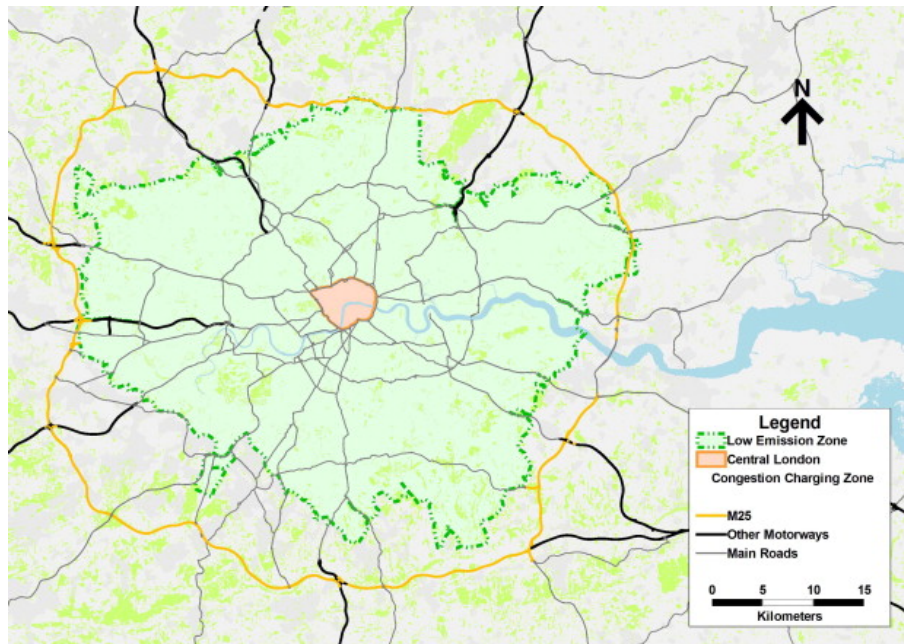 N
Legend
Low Emission Zone
Central London
Congestion Charging Zone
M25
Other Motorways
Main Roads
0 5 10 15
Kilometers